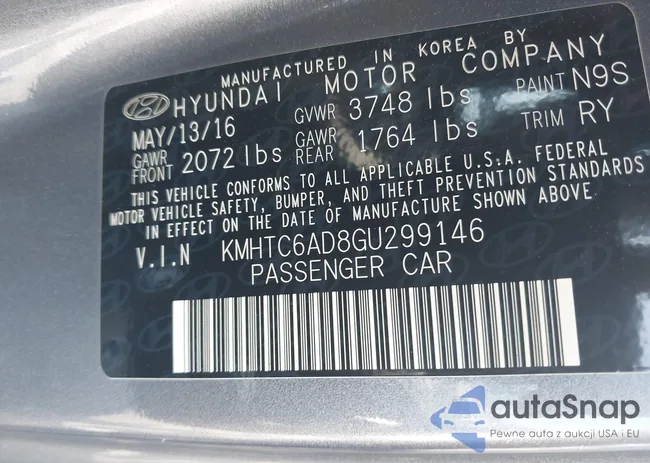 MANUFACTURED IN KOREA BY
HYUNDAI MOTOR COMPANY
MAY/13/16 GVWR 3748 lbs PAINT N9S
GAWR FRONT 2072 lbs GAWR REAR 1764 lbs TRIM RY
THIS VEHICLE CONFORMS TO ALL APPLICABLE U.S.A. FEDERAL
MOTOR VEHICLE SAFETY, BUMPER, AND THEFT PREVENTION STANDARDS
IN EFFECT ON THE DATE OF MANUFACTURE SHOWN ABOVE.
V.I.N KMHTC6AD8GU299146
PASSENGER CAR
autaSnap
Pewne auta z aukcji USA i EU